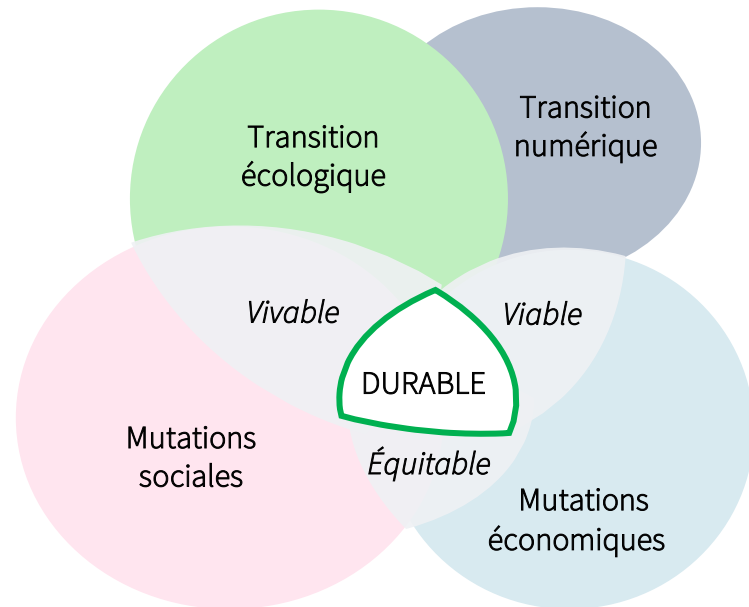 Transition
écologique
Transition
numérique
Vivable
Viable
DURABLE
Mutations
sociales
Équitable
Mutations
économiques